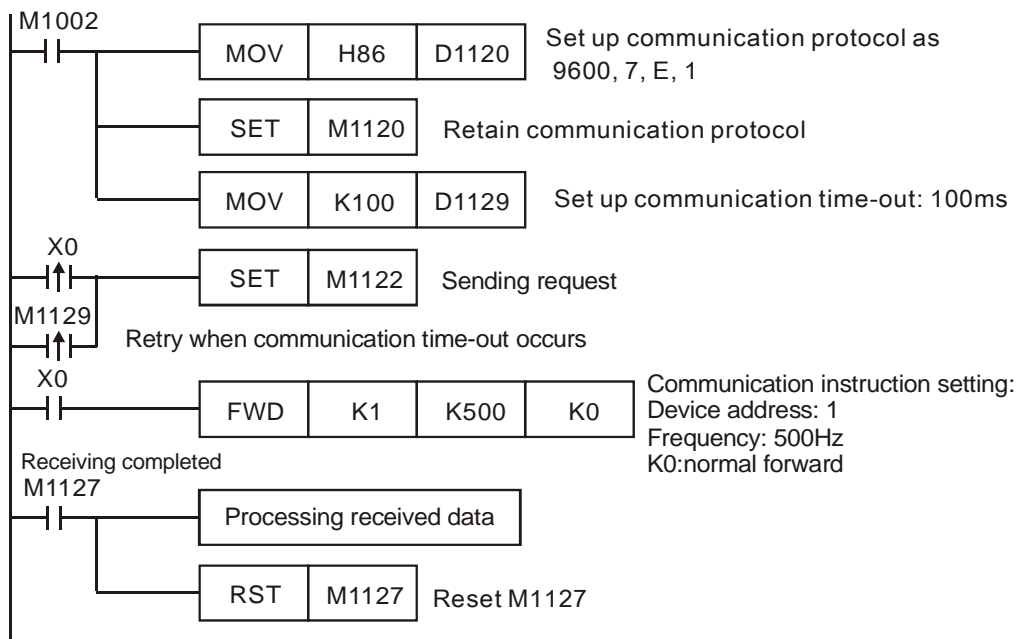 M1002
MOV H86 D1120 Set up communication protocol as
9600, 7, E, 1
SET M1120 Retain communication protocol
MOV K100 D1129 Set up communication time-out: 100ms
X0
SET M1122 Sending request
M1129
Retry when communication time-out occurs
X0
FWD K1 K500 K0
Communication instruction setting:
Device address: 1
Frequency: 500Hz
K0:normal forward
Receiving completed
M1127
Processing received data
RST M1127 Reset M1127